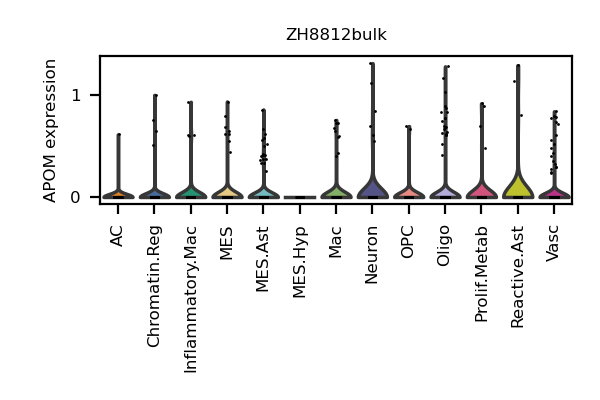 ZH8812bulk
APOM expression
1
0
AC
Chromatin.Reg
Inflammatory.Mac
MES
MES.Ast
MES.Hyp
Mac
Neuron
OPC
Oligo
Prolif.Metab
Reactive.Ast
Vasc